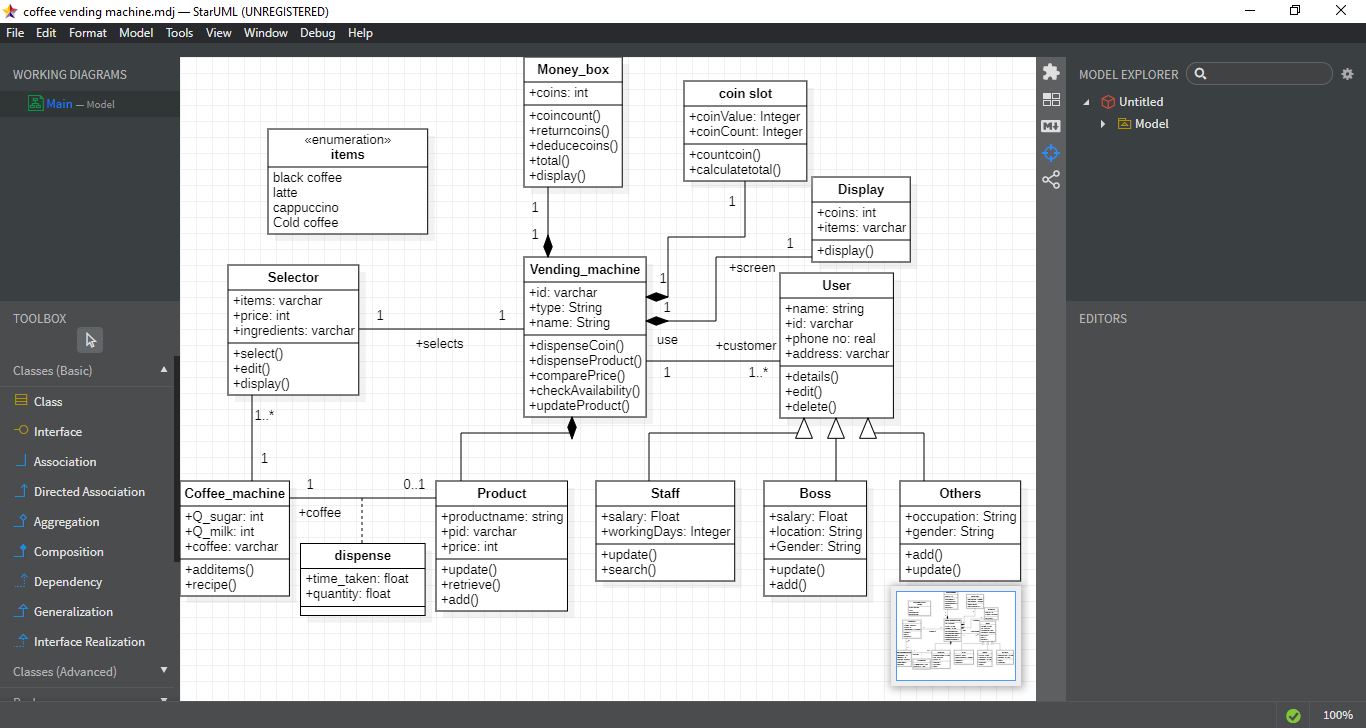 coffee vending machine.mdj — StarUML (UNREGISTERED)
File Edit Format Model Tools View Window Debug Help
WORKING DIAGRAMS
Main — Model
TOOLBOX
Classes (Basic)
Class
Interface
Association
Directed Association
Aggregation
Composition
Dependency
Generalization
Interface Realization
Classes (Advanced)
«enumeration»
items
black coffee
latte
cappuccino
Cold coffee
Money_box
+coins: int
+coincount()
+returncoins()
+deducecoins()
+total()
+display()
1
1
coin slot
+coinValue: Integer
+coinCount: Integer
+countcoin()
+calculatetotal()
1
1
Display
+coins: int
+items: varchar
+display()
1
+screen
1
Selector
+items: varchar
+price: int
+ingredients: varchar
+select()
+edit()
+display()
1
1
+selects
Vending_machine
+id: varchar
+type: String
+name: String
+dispenseCoin()
+dispenseProduct()
+comparePrice()
+checkAvailability()
+updateProduct()
use
+customer
1
1..*
User
+name: string
+id: varchar
+phone no: real
+address: varchar
+details()
+edit()
+delete()
1..*
1
Coffee_machine
+Q_sugar: int
+Q_milk: int
+coffee: varchar
+additems()
+recipe()
1
0..1
+coffee
dispense
+time_taken: float
+quantity: float
Product
+productname: string
+pid: varchar
+price: int
+update()
+retrieve()
+add()
Staff
+salary: Float
+workingDays: Integer
+update()
+search()
Boss
+salary: Float
+location: String
+Gender: String
+update()
+add()
Others
+occupation: String
+gender: String
+add()
+update()
MODEL EXPLORER
Untitled
Model
EDITORS
100%